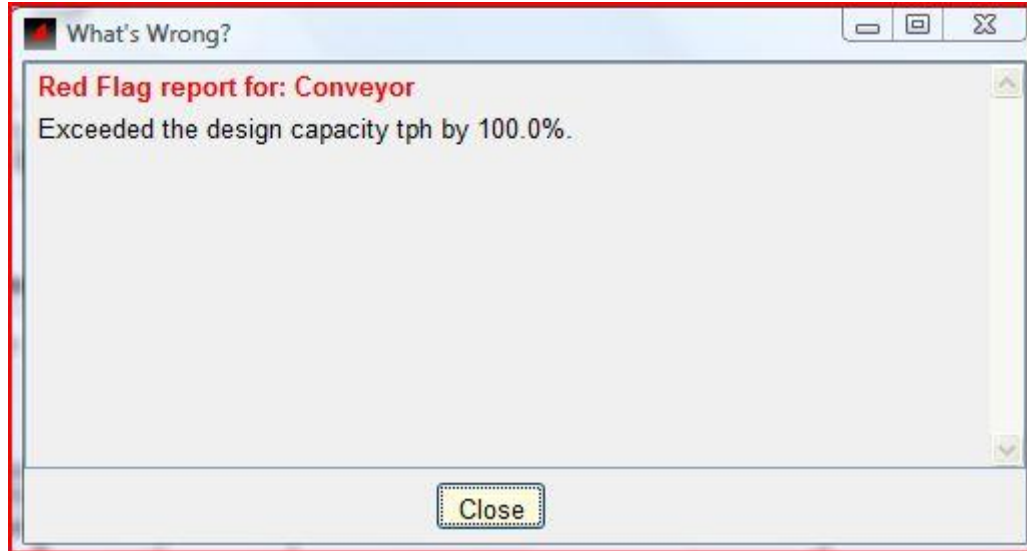 What's Wrong?
Red Flag report for: Conveyor
Exceeded the design capacity tph by 100.0%.
Close